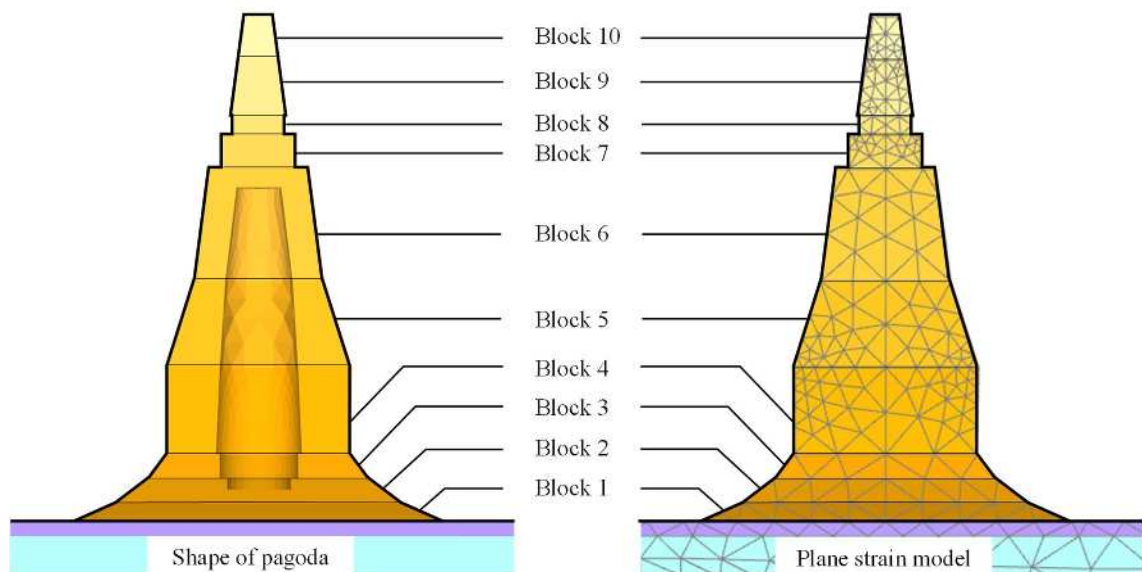 Block 10
Block 9
Block 8
Block 7
Block 6
Block 5
Block 4
Block 3
Block 2
Block 1
Shape of pagoda
Plane strain model